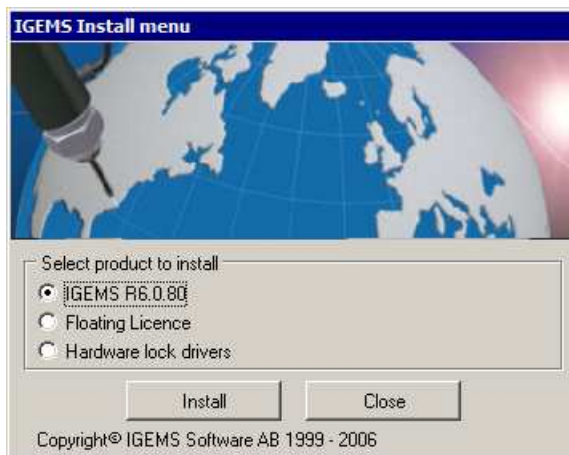 IGEMS Install menu
Select product to install
IGEMS R6.0.80
Floating Licence
Hardware lock drivers
Install Close
Copyright© IGEMS Software AB 1999 - 2006